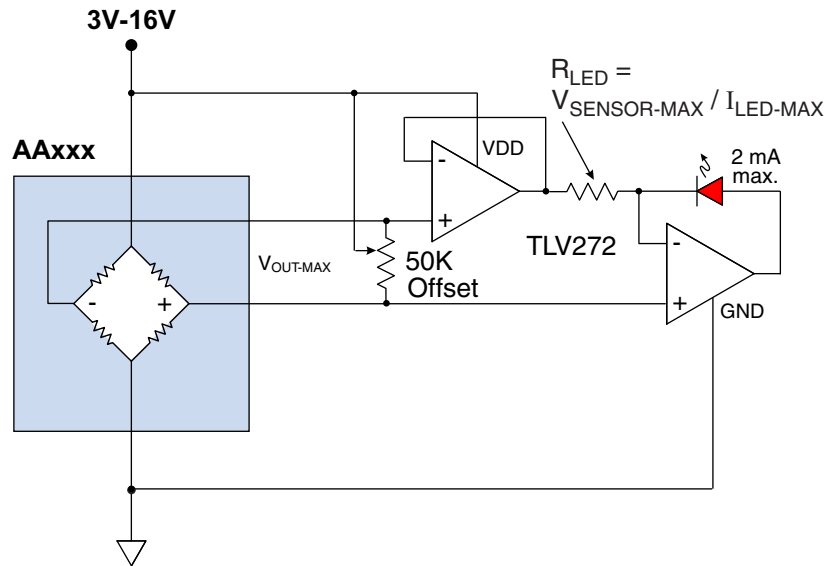 3V-16V
R_LED =
V_SENSOR-MAX / I_LED-MAX
AAxxx
-
VDD
+
2 mA
max.
V_OUT-MAX
50K
Offset
TLV272
-
+
-
+
GND